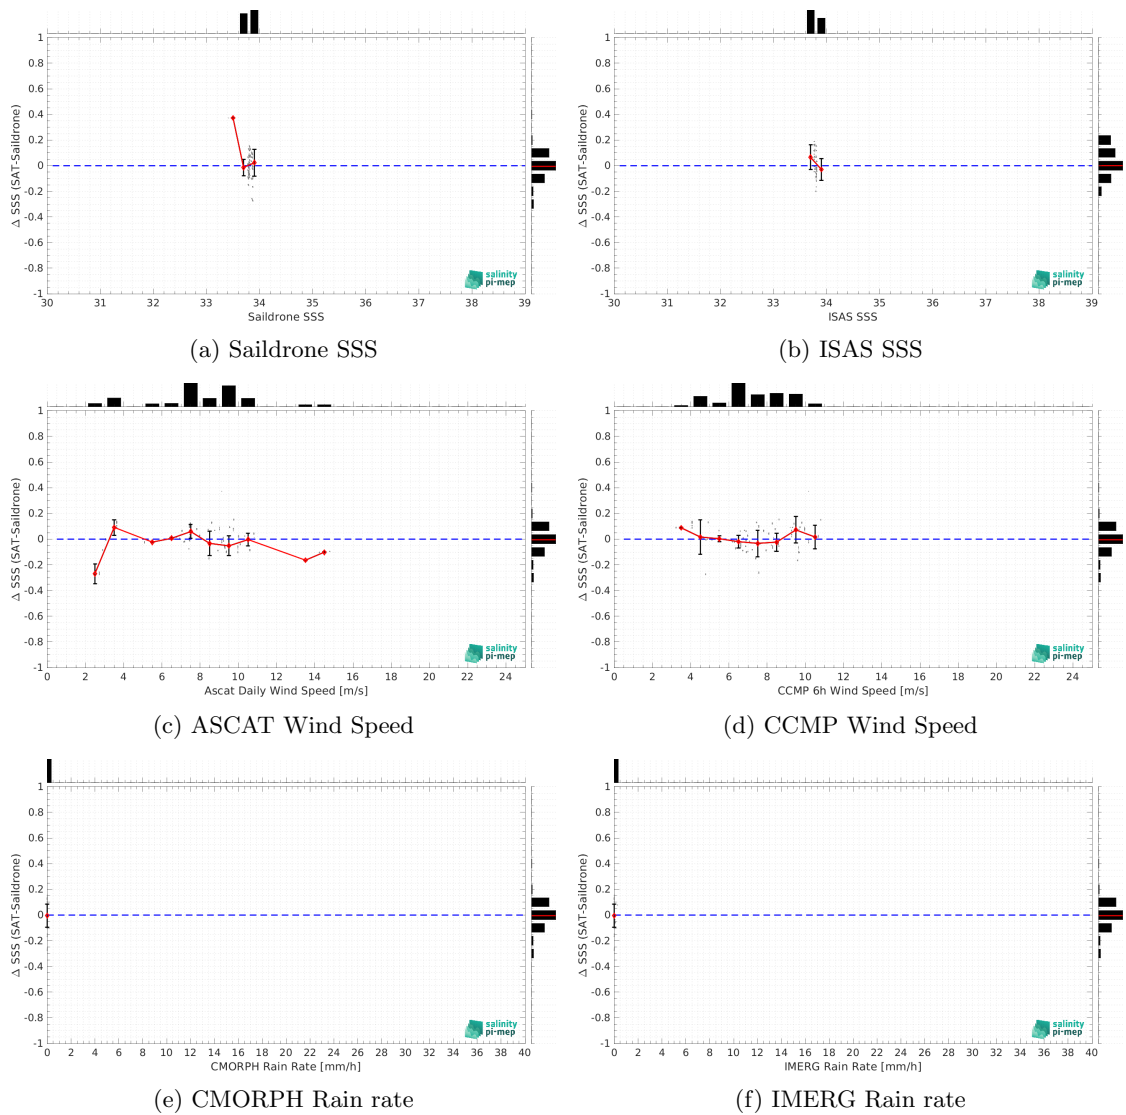 1
0.8
0.6
0.4
0.2
0
-0.2
-0.4
-0.6
-0.8
-1
Δ SSS (SAT-Saildrone)
salinity
pi-mep
30 31 32 33 34 35 36 37 38 39
Saildrone SSS
(a) Saildrone SSS
1
0.8
0.6
0.4
0.2
0
-0.2
-0.4
-0.6
-0.8
-1
Δ SSS (SAT-Saildrone)
salinity
pi-mep
30 31 32 33 34 35 36 37 38 39
ISAS SSS
(b) ISAS SSS
1
0.8
0.6
0.4
0.2
0
-0.2
-0.4
-0.6
-0.8
-1
Δ SSS (SAT-Saildrone)
salinity
pi-mep
0 2 4 6 8 10 12 14 16 18 20 22 24
Ascat Daily Wind Speed [m/s]
(c) ASCAT Wind Speed
1
0.8
0.6
0.4
0.2
0
-0.2
-0.4
-0.6
-0.8
-1
Δ SSS (SAT-Saildrone)
salinity
pi-mep
0 2 4 6 8 10 12 14 16 18 20 22 24
CCMP 6h Wind Speed [m/s]
(d) CCMP Wind Speed
1
0.8
0.6
0.4
0.2
0
-0.2
-0.4
-0.6
-0.8
-1
Δ SSS (SAT-Saildrone)
salinity
pi-mep
0 2 4 6 8 10 12 14 16 18 20 22 24 26 28 30 32 34 36 38 40
CMORPH Rain Rate [mm/h]
(e) CMORPH Rain rate
1
0.8
0.6
0.4
0.2
0
-0.2
-0.4
-0.6
-0.8
-1
Δ SSS (SAT-Saildrone)
salinity
pi-mep
0 2 4 6 8 10 12 14 16 18 20 22 24 26 28 30 32 34 36 38 40
IMERG Rain Rate [mm/h]
(f) IMERG Rain rate